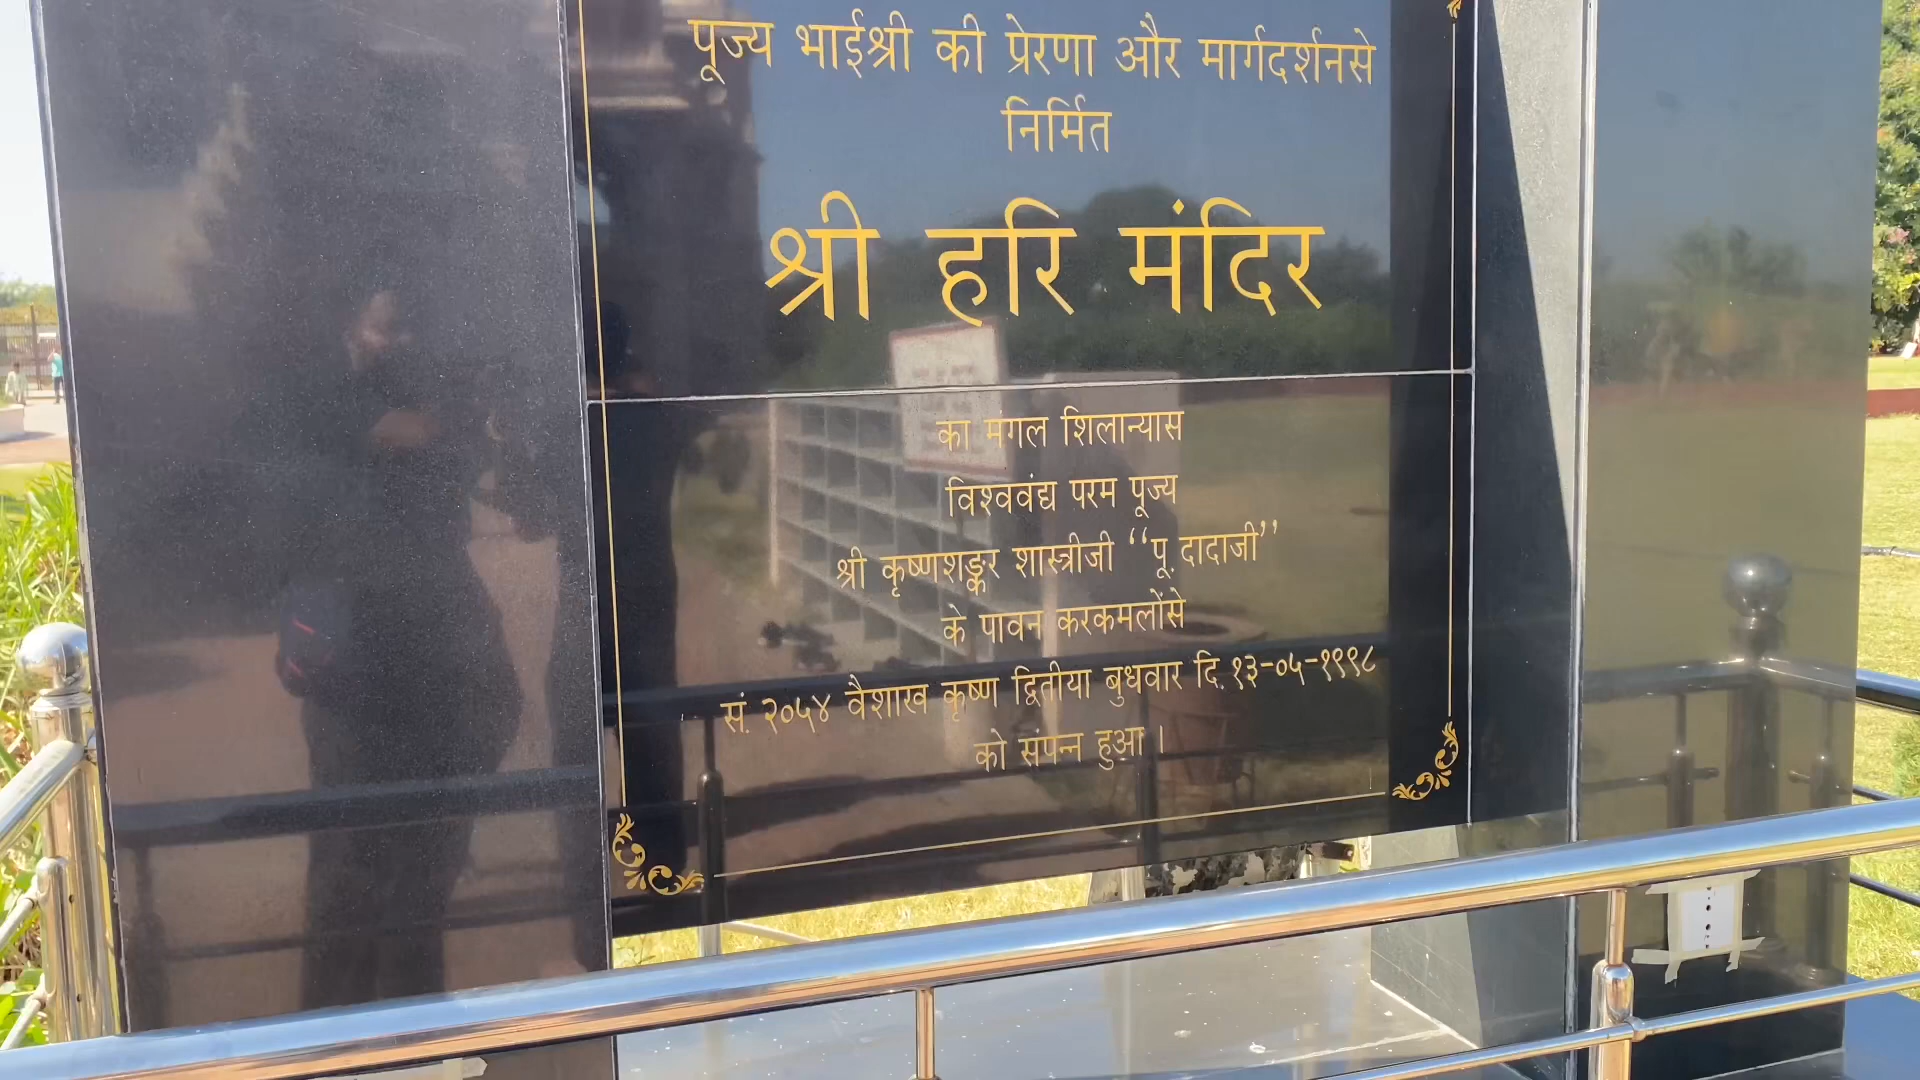 पूज्य भाईश्री की प्रेरणा और मार्गदर्शनसे
निर्मित
श्री हरि मंदिर
का मंगल शिलान्यास
विश्ववंद्य परम पूज्य
श्री कृष्णशङ्कर शास्त्रीजी “पू. दादाजी”
के पावन करकमलोंसे
सं. २०५४ वैशाख कृष्ण द्वितीया बुधवार दि. १३-०५-१९९८
को संपन्न हुआ ।